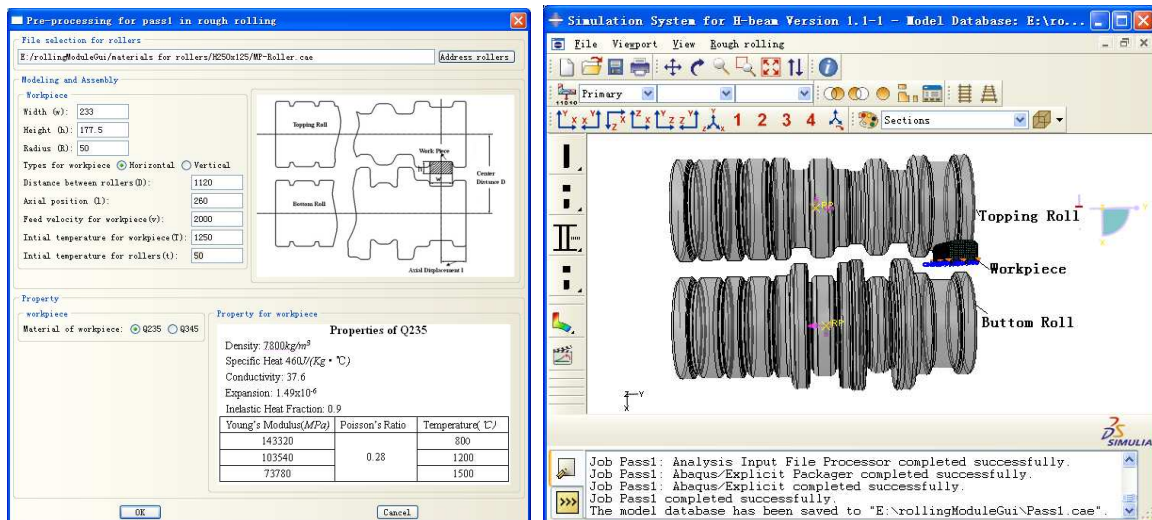 Pre-processing for pass1 in rough rolling
File selection for rollers
E:/rollingModuleGui/materials for rollers/H250x125/MP-Roller.cae
Address rollers
Modeling and Assembly
Workpiece
Width (w): 233
Height (h): 177.5
Radius (R): 50
Types for workpiece Horizontal Vertical
Distance between rollers(D): 1120
Axial position (l): 260
Feed velocity for workpiece(v): 2000
Intial temperature for workpiece(T): 1250
Intial temperature for rollers(t): 50
Topping Roll
Work Piece
h
w
Center
Distance D
Bottom Roll
Axial Displacement l
Property
workpiece
Material of workpiece: Q235 Q345
Property for workpiece
Properties of Q235
Density: 7800kg/m³
Specific Heat 460J/(Kg·℃)
Conductivity: 37.6
Expansion: 1.49x10⁻⁶
Inelastic Heat Fraction: 0.9
Young's Modulus(MPa) Poisson's Ratio Temperature(℃)
143320 800
103540 0.28 1200
73780 1500
OK
Cancel
Simulation System for H-beam Version 1.1-1 - Model Database: E:\ro...
File Viewport View Rough rolling
Primary
1 2 3 4
Sections
RP
Topping Roll
Workpiece
RP
Buttom Roll
Z Y
X
SIMULIA
Job Pass1: Analysis Input File Processor completed successfully.
Job Pass1: Abaqus/Explicit Packager completed successfully.
Job Pass1: Abaqus/Explicit completed successfully.
Job Pass1 completed successfully.
The model database has been saved to "E:\rollingModuleGui\Pass1.cae".